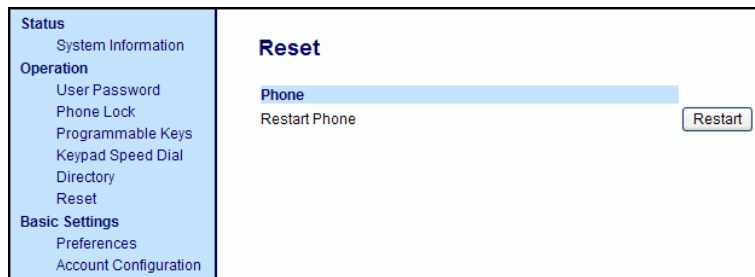 Status
System Information
Operation
User Password
Phone Lock
Programmable Keys
Keypad Speed Dial
Directory
Reset
Basic Settings
Preferences
Account Configuration
Reset
Phone
Restart Phone
Restart